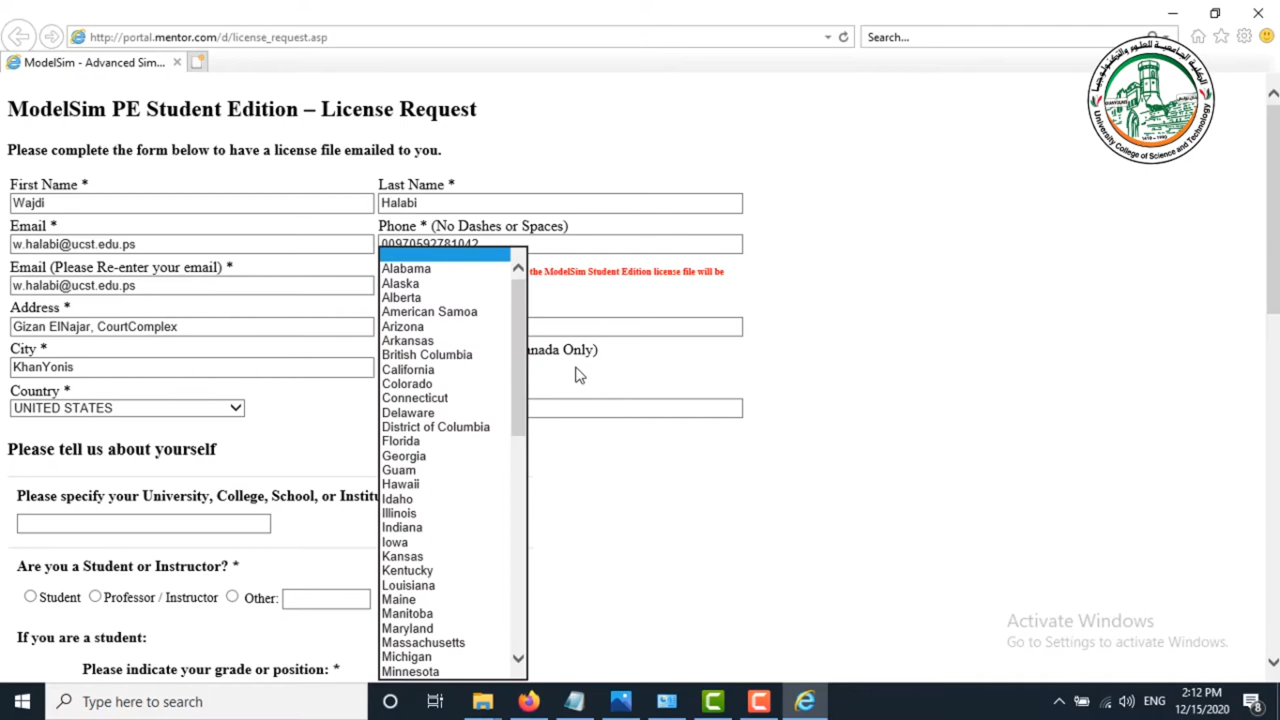 http://portal.mentor.com/d/license_request.asp
Search...
ModelSim - Advanced Sim...
الكلية الجامعية للعلوم والتكنولوجيا
University College of Science and Technology
ModelSim PE Student Edition – License Request
Please complete the form below to have a license file emailed to you.
First Name *
Last Name *
Wajdi
Halabi
Email *
Phone * (No Dashes or Spaces)
w.halabi@ucst.edu.ps
00970592781042
Email (Please Re-enter your email) *
the ModelSim Student Edition license file will be
w.halabi@ucst.edu.ps
Address *
Gizan ElNajar, CourtComplex
City *
anada Only)
KhanYonis
Country *
UNITED STATES
Alabama
Alaska
Alberta
American Samoa
Arizona
Arkansas
British Columbia
California
Colorado
Connecticut
Delaware
District of Columbia
Florida
Georgia
Guam
Hawaii
Idaho
Illinois
Indiana
Iowa
Kansas
Kentucky
Louisiana
Maine
Manitoba
Maryland
Massachusetts
Michigan
Minnesota
Please tell us about yourself
Please specify your University, College, School, or Instit
Are you a Student or Instructor? *
Student
Professor / Instructor
Other:
If you are a student:
Please indicate your grade or position: *
Activate Windows
Go to Settings to activate Windows.
Type here to search
ENG
2:12 PM
12/15/2020
8